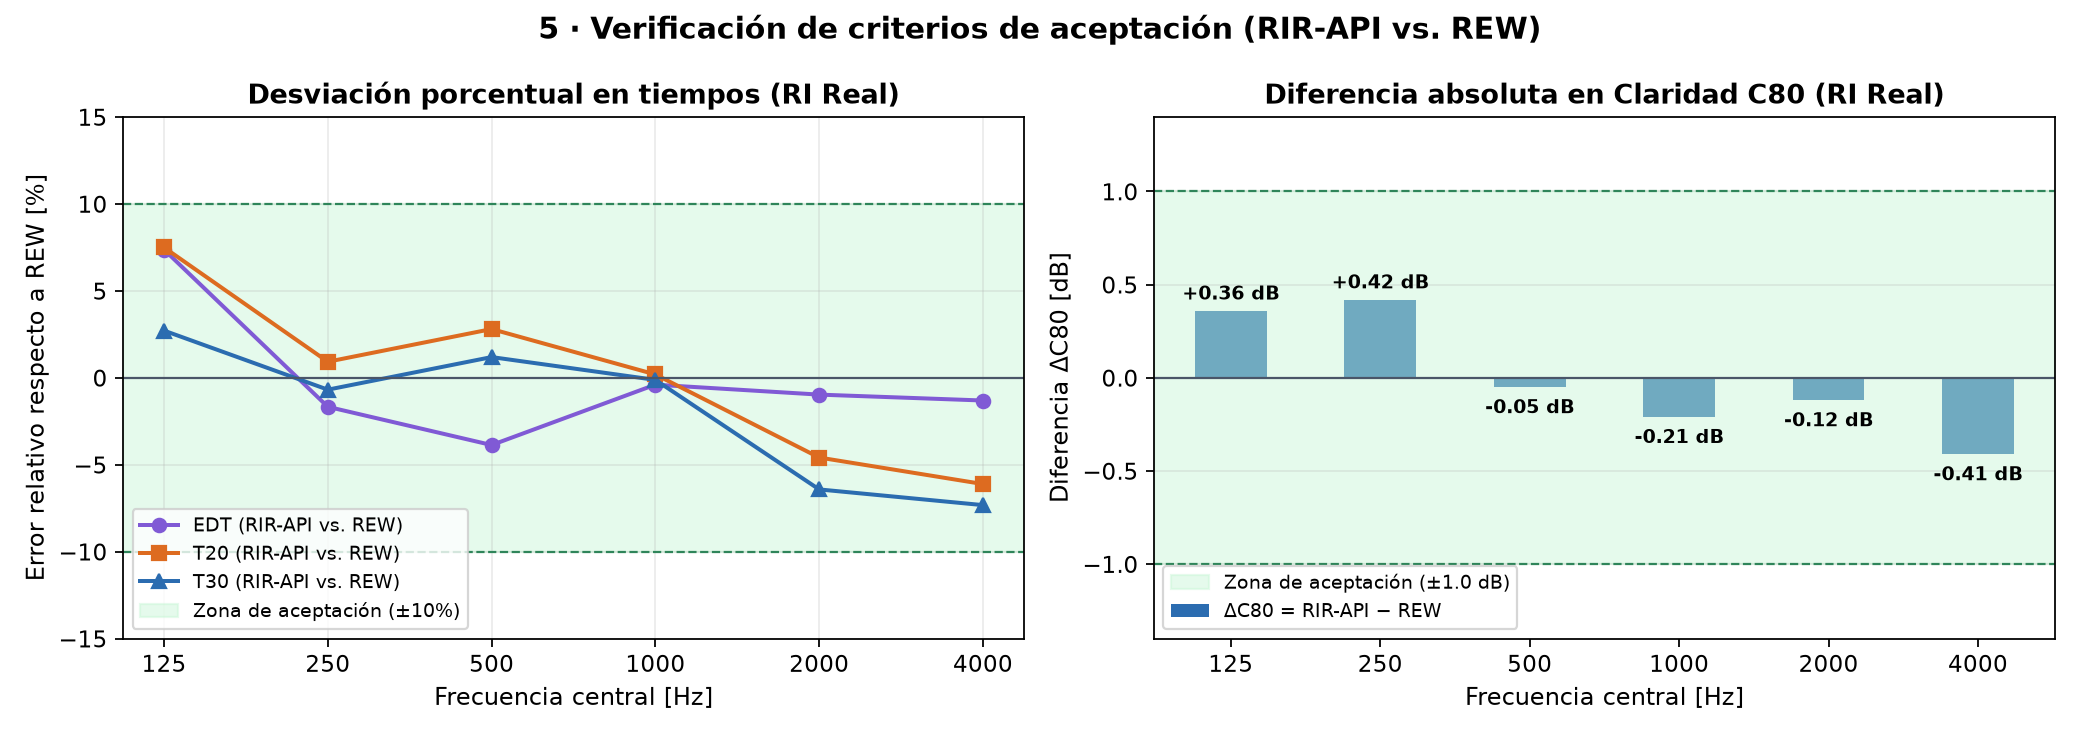 5 · Verificación de criterios de aceptación (RIR-API vs. REW)
Desviación porcentual en tiempos (RI Real)
Error relativo respecto a REW [%]
15
10
5
0
−5
−10
−15
EDT (RIR-API vs. REW)
T20 (RIR-API vs. REW)
T30 (RIR-API vs. REW)
Zona de aceptación (±10%)
125 250 500 1000 2000 4000
Frecuencia central [Hz]
Diferencia absoluta en Claridad C80 (RI Real)
Diferencia ΔC80 [dB]
1.0
0.5
0.0
−0.5
−1.0
+0.36 dB
+0.42 dB
-0.05 dB
-0.21 dB
-0.12 dB
-0.41 dB
Zona de aceptación (±1.0 dB)
ΔC80 = RIR-API − REW
125 250 500 1000 2000 4000
Frecuencia central [Hz]